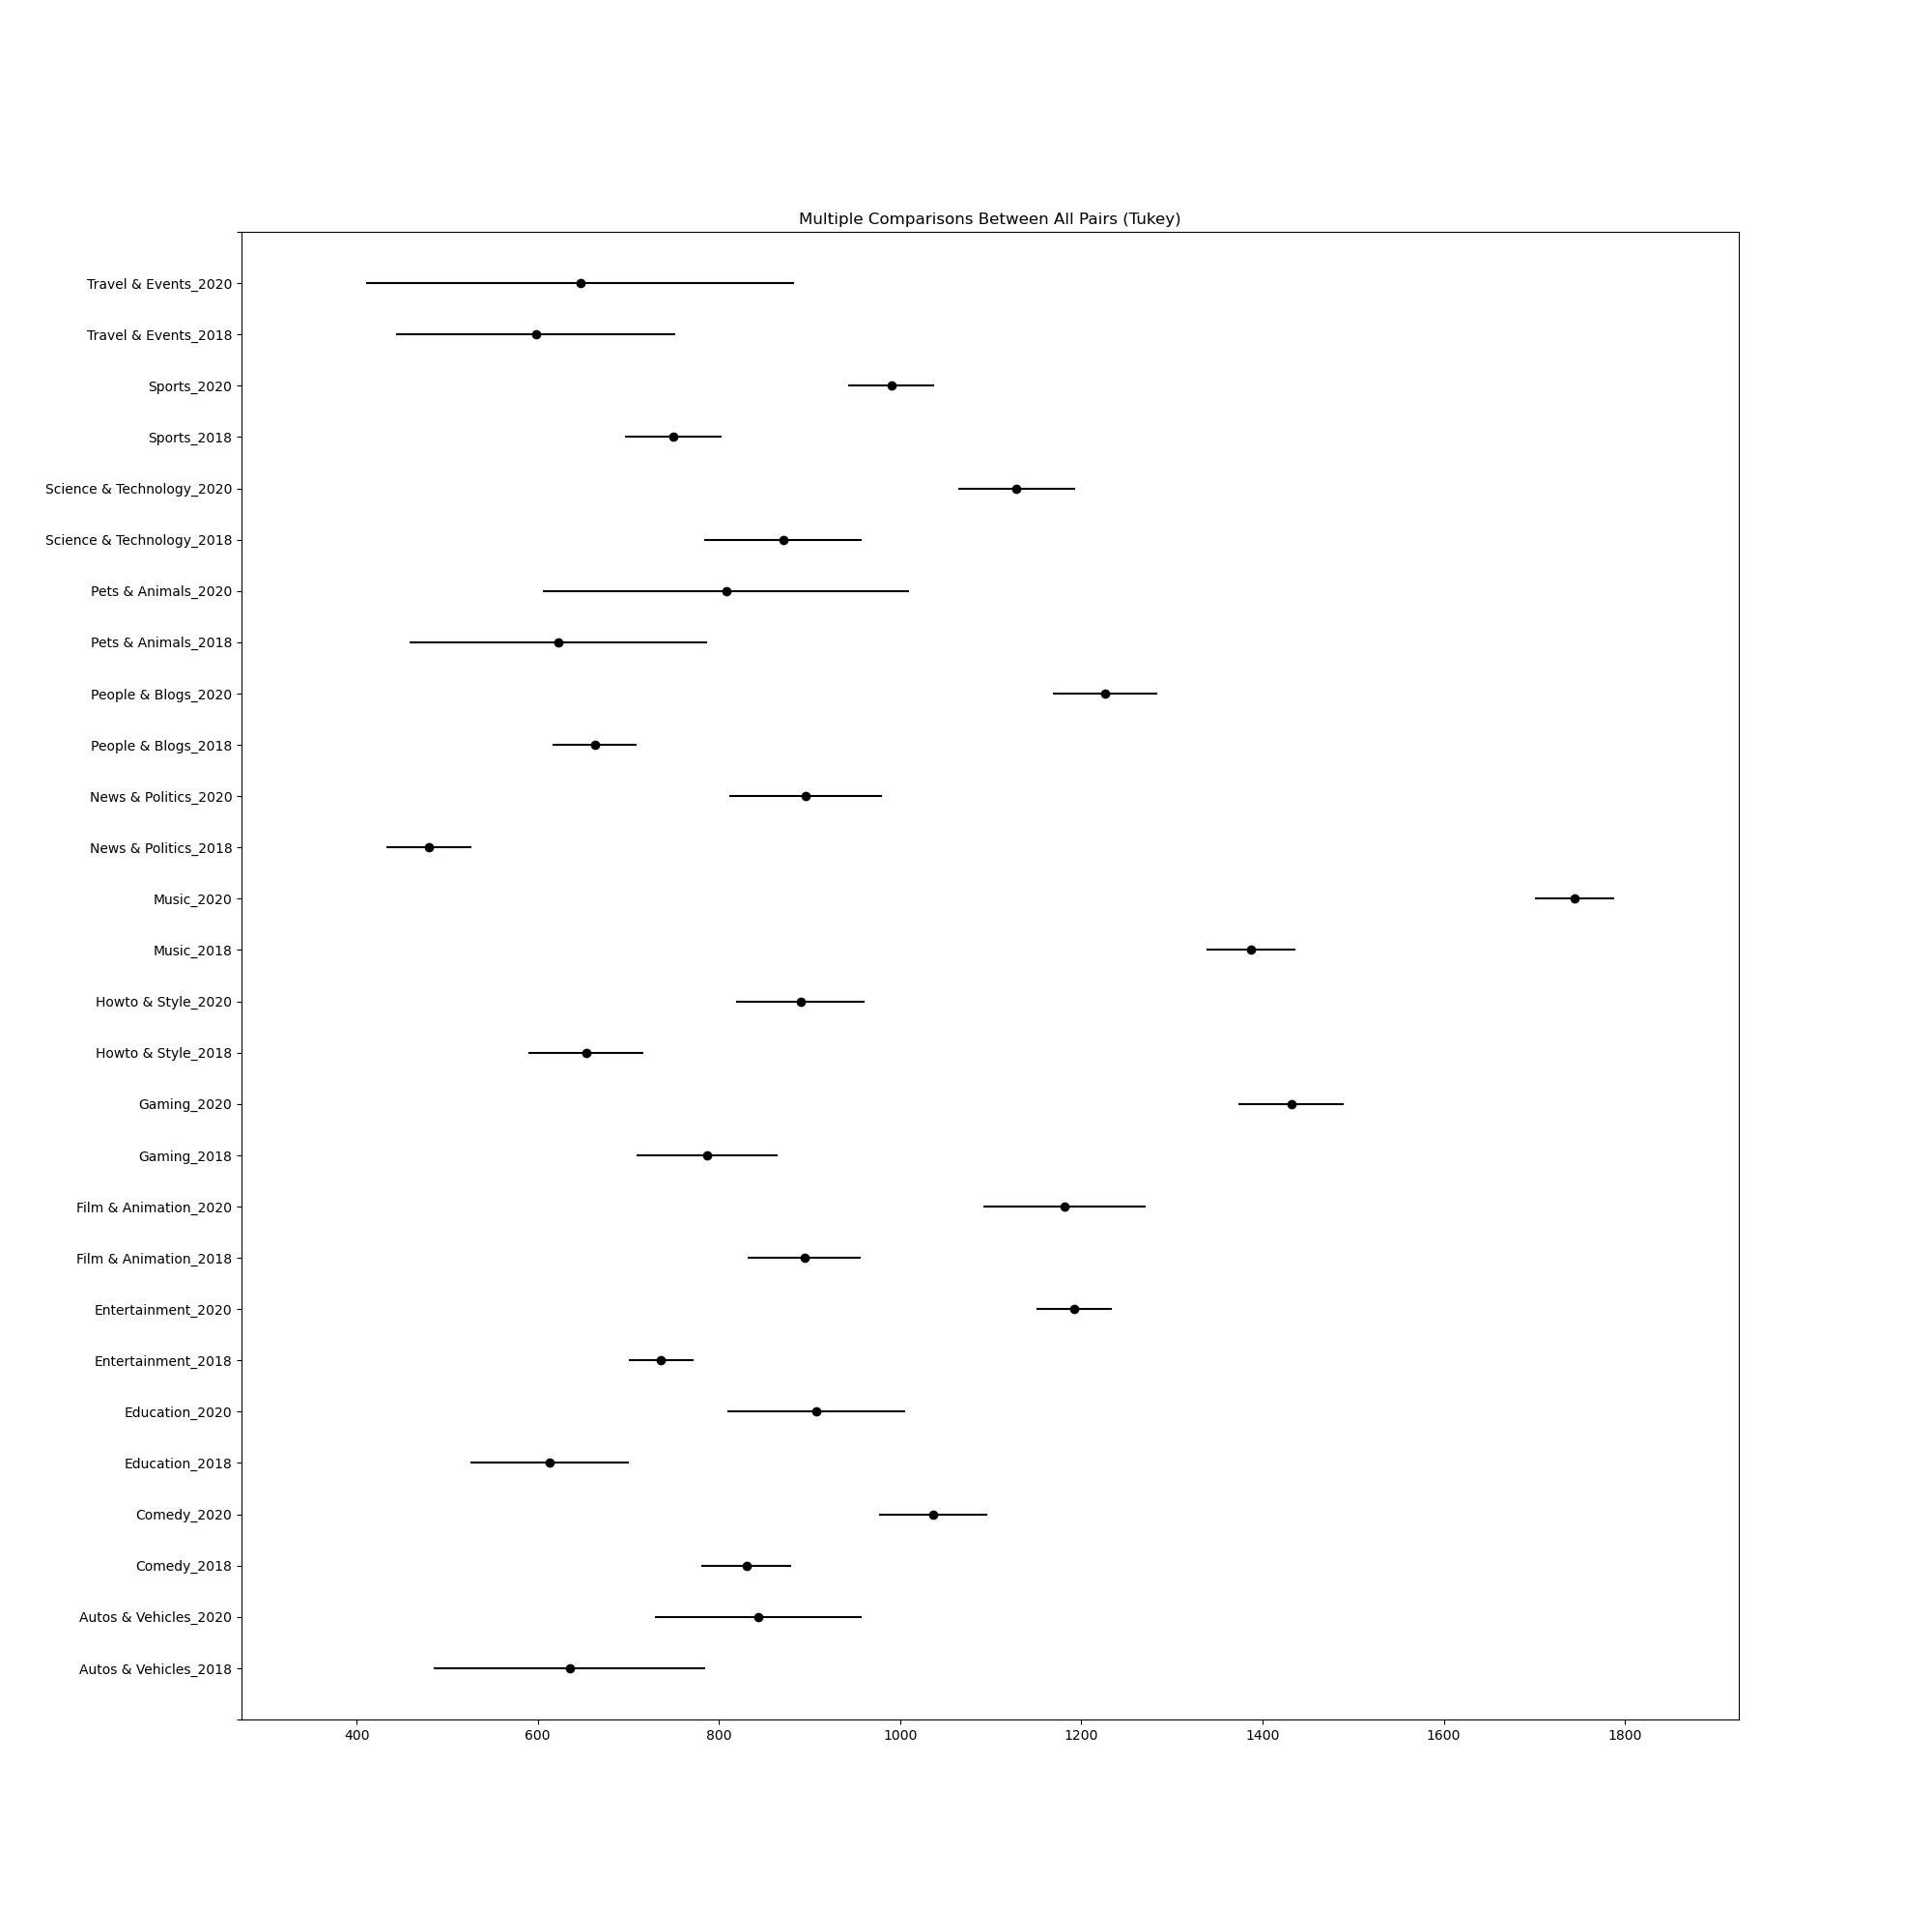 Multiple Comparisons Between All Pairs (Tukey)
Travel & Events_2020
Travel & Events_2018
Sports_2020
Sports_2018
Science & Technology_2020
Science & Technology_2018
Pets & Animals_2020
Pets & Animals_2018
People & Blogs_2020
People & Blogs_2018
News & Politics_2020
News & Politics_2018
Music_2020
Music_2018
Howto & Style_2020
Howto & Style_2018
Gaming_2020
Gaming_2018
Film & Animation_2020
Film & Animation_2018
Entertainment_2020
Entertainment_2018
Education_2020
Education_2018
Comedy_2020
Comedy_2018
Autos & Vehicles_2020
Autos & Vehicles_2018
400 600 800 1000 1200 1400 1600 1800